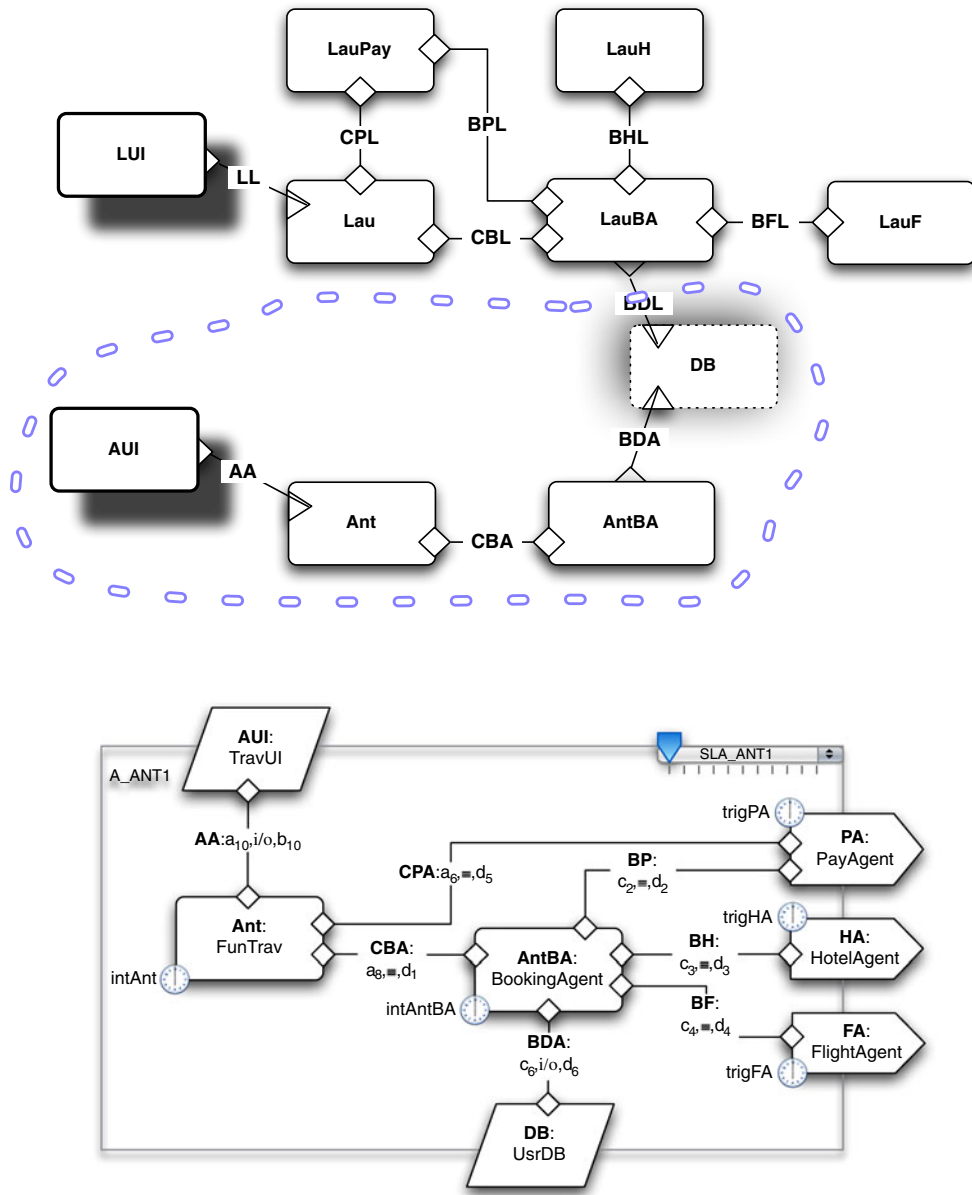 LauPay
LauH
CPL
BPL
BHL
LUI
LL
Lau
CBL
LauBA
BFL
LauF
BDL
DB
AUI
BDA
AA
Ant
CBA
AntBA
AUI:
TravUI
SLA_ANT1
A_ANT1
trigPA
AA:a10,i/o,b10
PA:
PayAgent
CPA:a6,≡,d5
BP:
c2,≡,d2
trigHA
Ant:
FunTrav
CBA:
a8,≡,d1
AntBA:
BookingAgent
BH:
c3,≡,d3
HA:
HotelAgent
intAnt
intAntBA
BF:
c4,≡,d4
BDA:
c6,i/o,d6
FA:
FlightAgent
trigFA
DB:
UsrDB